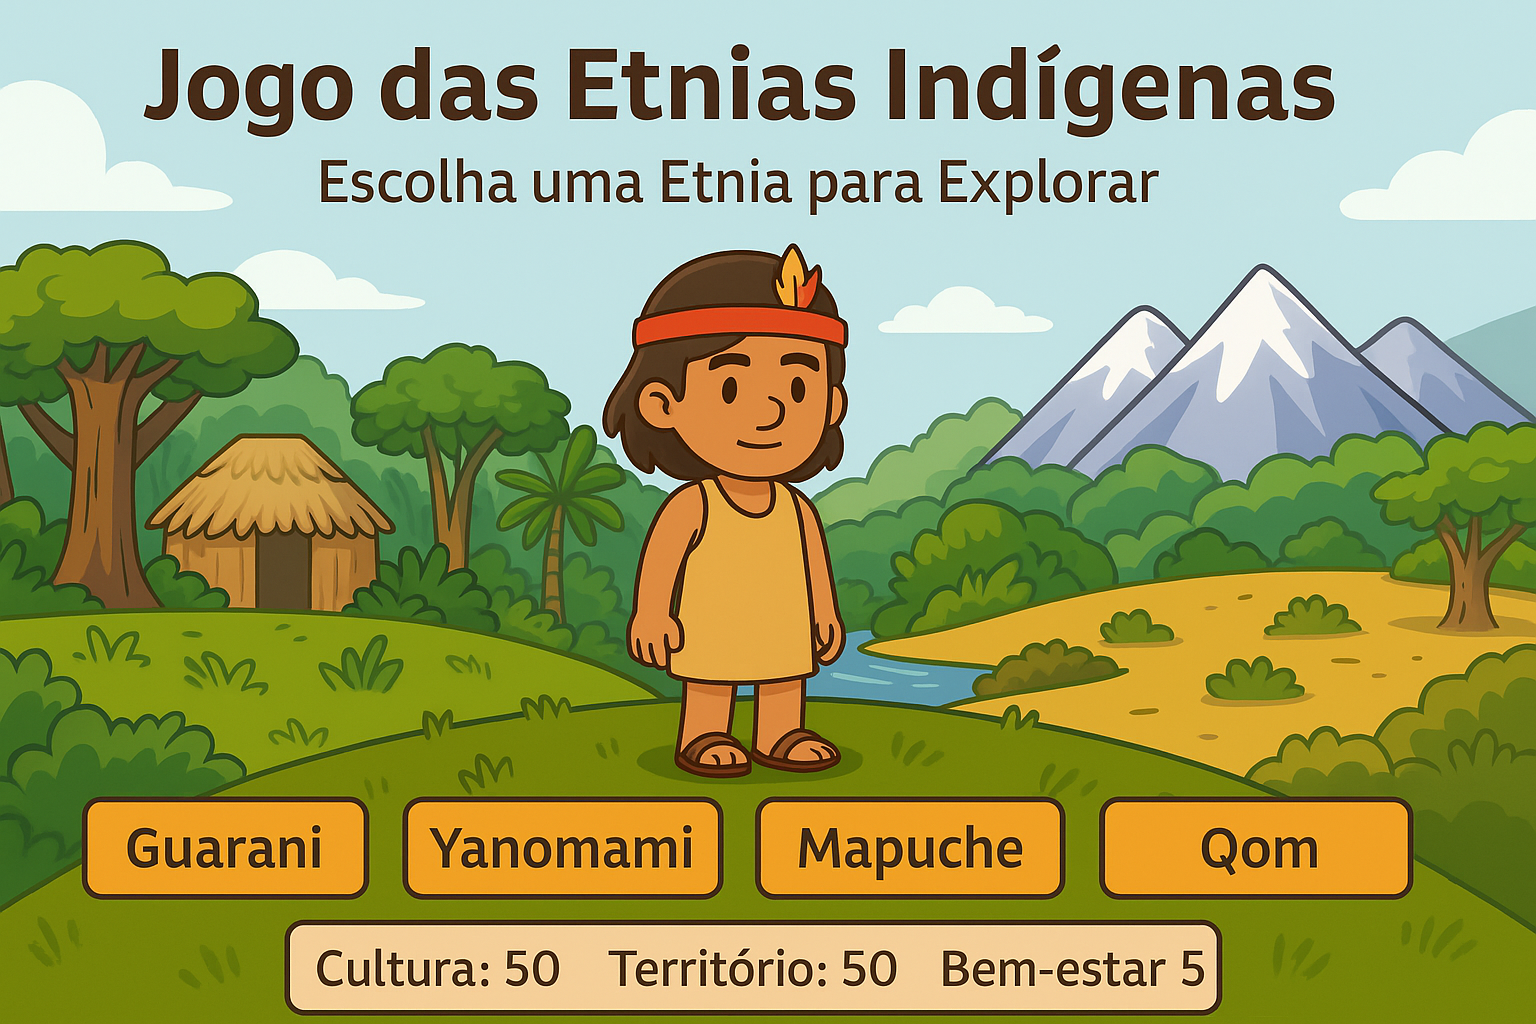 Jogo das Etnias Indígenas
Escolha uma Etnia para Explorar
Guarani Yanomami Mapuche Qom
Cultura: 50 Território: 50 Bem-estar 5